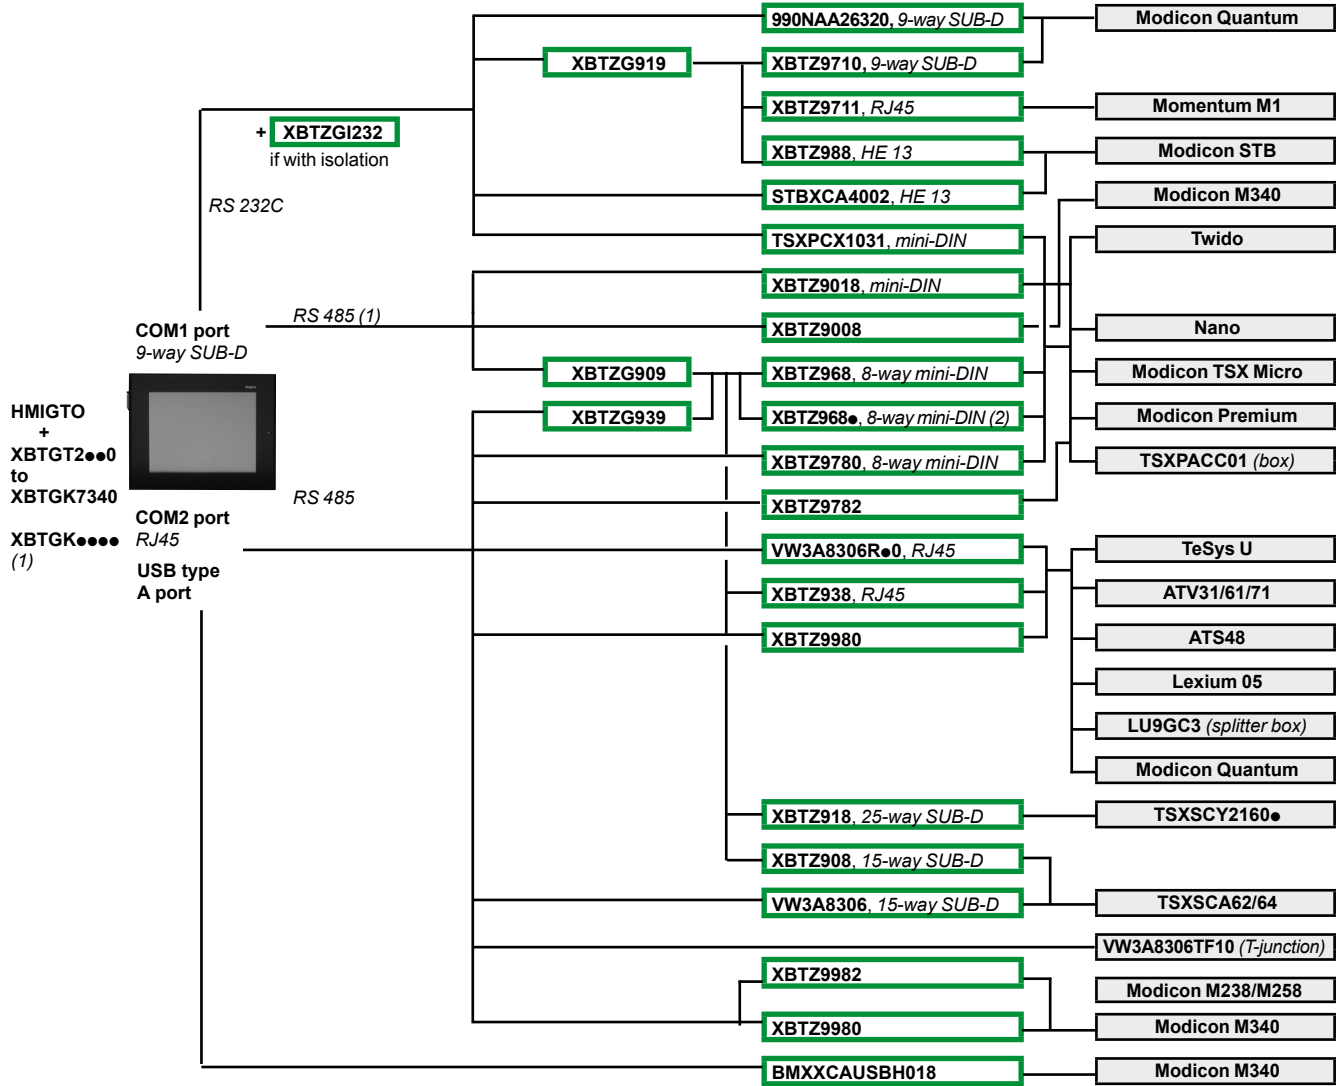 990NAA26320, 9-way SUB-D
Modicon Quantum
XBTZG919
XBTZ9710, 9-way SUB-D
XBTZ9711, RJ45
Momentum M1
+ XBTZGI232
if with isolation
XBTZ988, HE 13
Modicon STB
RS 232C
STBXCA4002, HE 13
Modicon M340
TSXPCX1031, mini-DIN
Twido
XBTZ9018, mini-DIN
RS 485 (1)
COM1 port
9-way SUB-D
XBTZ9008
Nano
XBTZG909
XBTZ968, 8-way mini-DIN
Modicon TSX Micro
XBTZG939
XBTZ968●, 8-way mini-DIN (2)
Modicon Premium
HMIGTO
+
XBTGT2●●0
to
XBTGK7340
XBTGK●●●●
(1)
XBTZ9780, 8-way mini-DIN
TSXPACC01 (box)
RS 485
XBTZ9782
COM2 port
RJ45
USB type
A port
VW3A8306R●0, RJ45
TeSys U
XBTZ938, RJ45
ATV31/61/71
XBTZ9980
ATS48
Lexium 05
LU9GC3 (splitter box)
Modicon Quantum
XBTZ918, 25-way SUB-D
TSXSCY2160●
XBTZ908, 15-way SUB-D
VW3A8306, 15-way SUB-D
TSXSCA62/64
VW3A8306TF10 (T-junction)
XBTZ9982
Modicon M238/M258
XBTZ9980
Modicon M340
BMXXCAUSBH018
Modicon M340